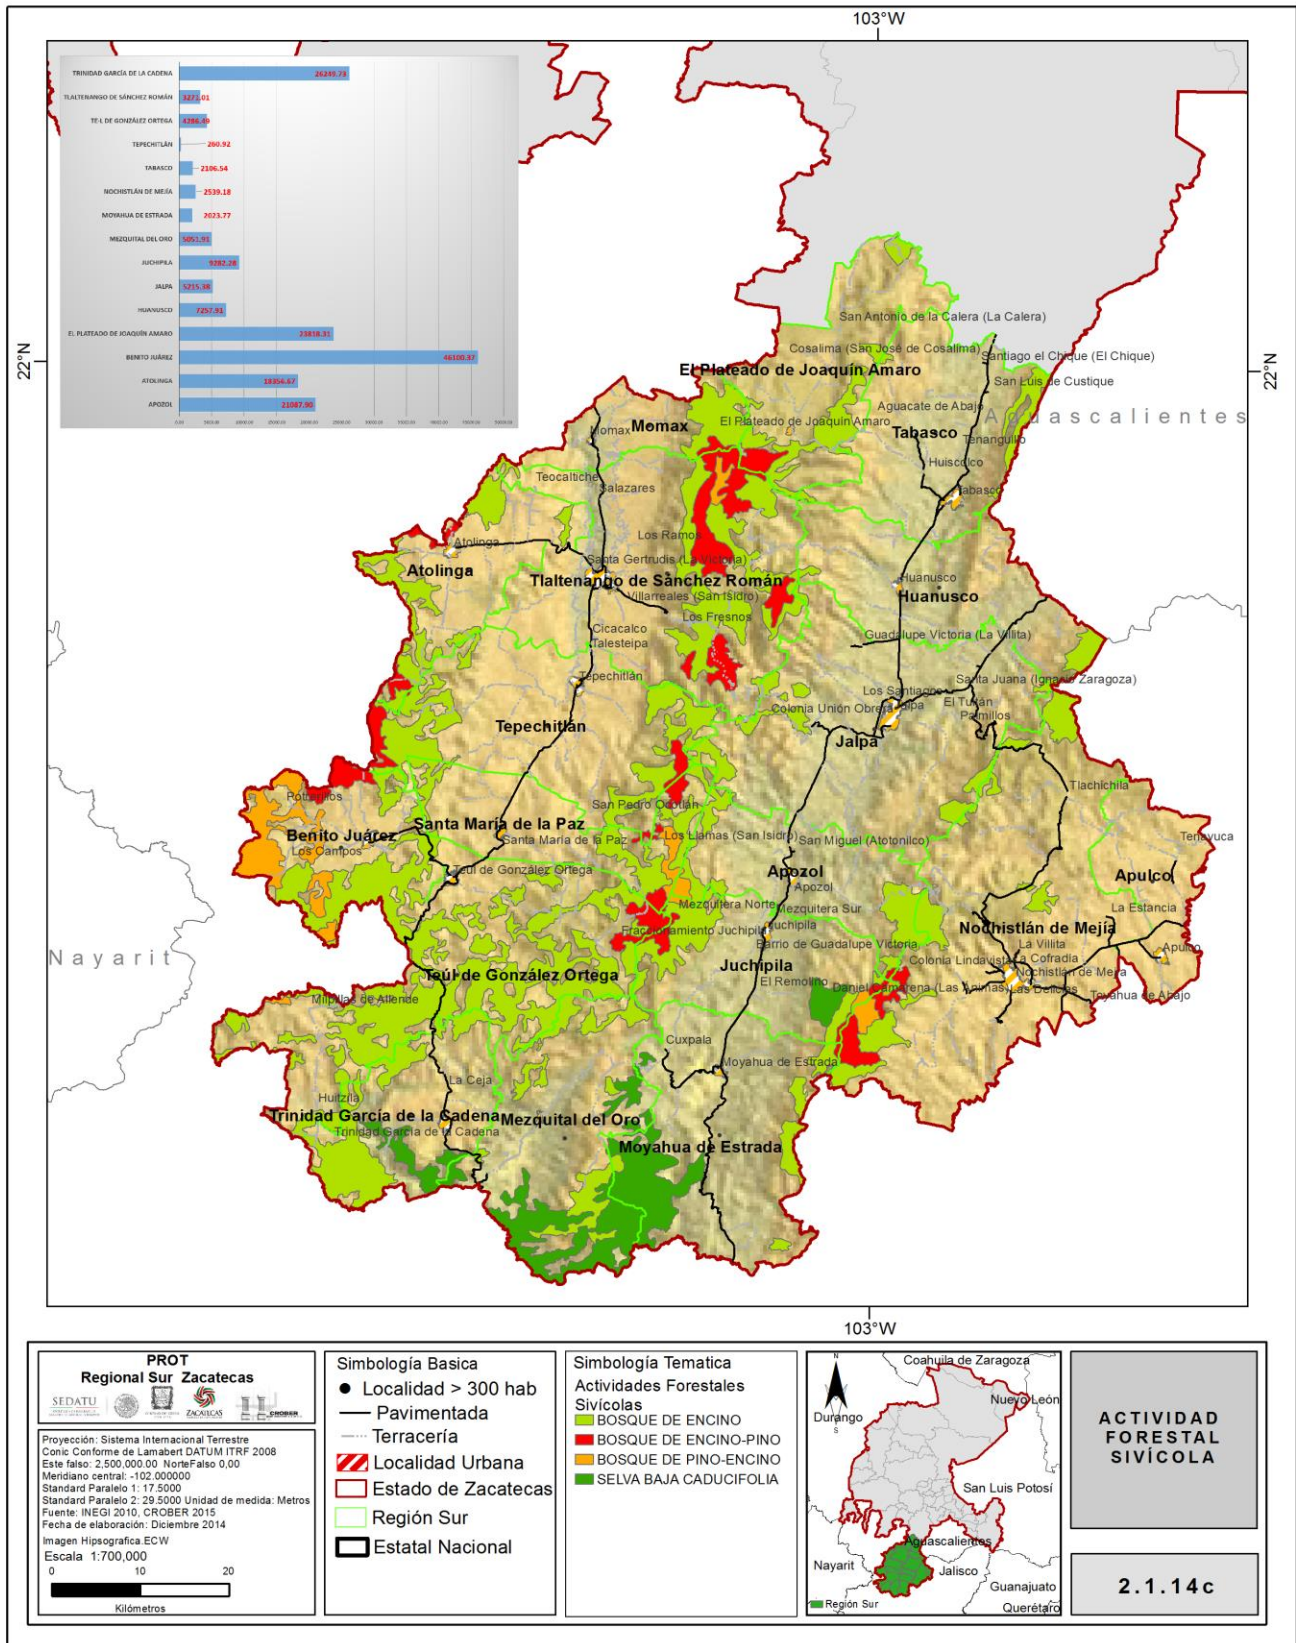 103°W
22°N
22°N
TRINIDAD GARCÍA DE LA CADENA 26249.73
TLALTENANGO DE SÁNCHEZ ROMÁN 3271.01
TE·L DE GONZÁLEZ ORTEGA 4286.49
TEPECHITLÁN 260.92
TABASCO 2106.54
NOCHISTLÁN DE MEJÍA 2539.18
MOYAHUA DE ESTRADA 2023.77
MEZQUITAL DEL ORO 5051.91
JUCHIPILA 9282.28
JALPA 5215.38
HUANUSCO 7257.91
EL PLATEADO DE JOAQUÍN AMARO 23838.31
BENITO JUÁREZ 46100.37
ATOLINGA 18356.67
APOZOL 21087.90
San Antonio de la Calera (La Calera)
Cosalima (San José de Cosalima)
Santiago el Chique (El Chique)
El Plateado de Joaquín Amaro
San Luis de Custique
Aguacate de Abajo
Aguascalientes
El Plateado de Joaquín Amaro
Momax
Momax
Tabasco
Tenanguillo
Huiscolco
Teocaltiche
Salazares
Tabasco
Los Ramos
Atolinga
Atolinga
Santa Gertrudis (La Victoria)
Tlaltenango de Sànchez Román
Villarreales (San Isidro)
Huanusco
Huanusco
Los Fresnos
Cicacalco
Talesteipa
Guadalupe Victoria (La Villita)
Tepechitlán
Santa Juana (Ignacio Zaragoza)
Los Santiagos
Colonia Unión Obrera
Jalpa
El Tuitán
Palmillos
Tepechitlán
Jalpa
Tlachichila
Potrerillos
San Pedro Ocotlán
Santa María de la Paz
Benito Juárez
Santa María de la Paz
Los Llamas (San Isidro)
San Miguel (Atotonilco)
Tenayuca
Los Campos
Teúl de González Ortega
Apozol
Apozol
Apulco
Mezquitera Norte
Mezquitera Sur
La Estancia
Juchipila
Fraccionamiento Juchipila
Nochistlán de Mejía
Barrio de Guadalupe Victoria
La Villita
Apulco
Nayarit
Colonia Lindavista
La Cofradia
Juchipila
Nochistlán de Mejía
Teúl de González Ortega
El Remolino
Daniel Camarena (Las Animas)
Las Delicias
Toyahua de Abajo
Milpillas de Allende
Cuxpala
Moyahua de Estrada
La Ceja
Huitzila
Trinidad García de la Cadena
Mezquital del Oro
Trinidad García de la Cadena
Moyahua de Estrada
103°W
PROT
Regional Sur Zacatecas
SEDATU
ZACATECAS
CROBER
Proyección: Sistema Internacional Terrestre
Conic Conforme de Lamabert DATUM ITRF 2008
Este falso: 2,500,000.00 NorteFalso 0,00
Meridiano central: -102.000000
Standard Paralelo 1: 17.5000
Standard Paralelo 2: 29.5000 Unidad de medida: Metros
Fuente: INEGI 2010, CROBER 2015
Fecha de elaboración: Diciembre 2014
Imagen Hipsografica.ECW
Escala 1:700,000
0 10 20
Kilómetros
Simbología Basica
Localidad > 300 hab
Pavimentada
Terracería
Localidad Urbana
Estado de Zacatecas
Región Sur
Estatal Nacional
Simbología Tematica
Actividades Forestales
Sivícolas
BOSQUE DE ENCINO
BOSQUE DE ENCINO-PINO
BOSQUE DE PINO-ENCINO
SELVA BAJA CADUCIFOLIA
N
S
Coahuila de Zaragoza
Nuevo León
Durango
San Luis Potosí
Aguascalientes
Nayarit
Jalisco
Guanajuato
Querétaro
Región Sur
ACTIVIDAD
FORESTAL
SIVÍCOLA
2.1.14c